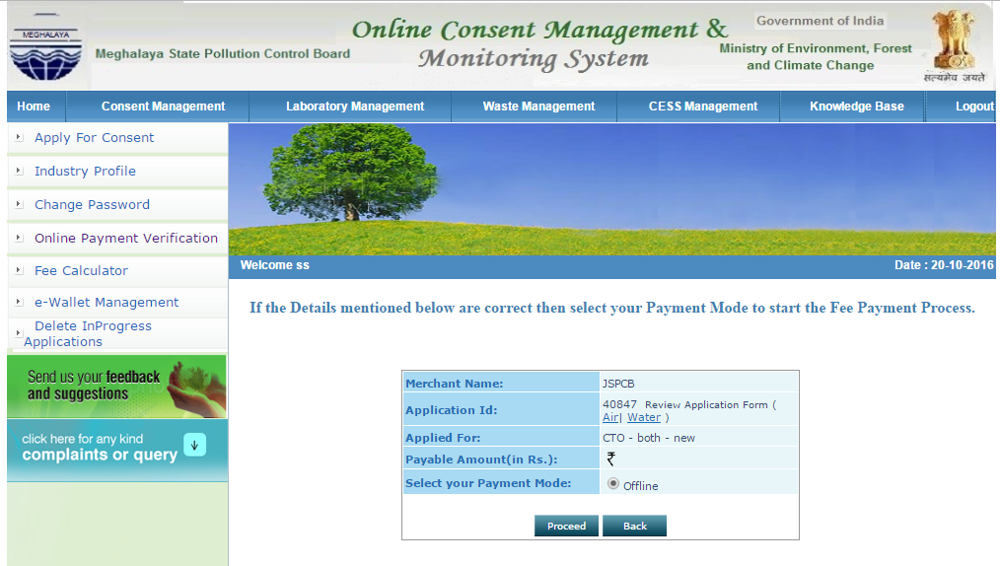 MEGHALAYA
Meghalaya State Pollution Control Board
Online Consent Management &
Monitoring System
Government of India
Ministry of Environment, Forest
and Climate Change
सत्यमेव जयते
Home Consent Management Laboratory Management Waste Management CESS Management Knowledge Base Logout
Apply For Consent
Industry Profile
Change Password
Online Payment Verification
Fee Calculator
e-Wallet Management
Delete InProgress
Applications
Send us your feedback
and suggestions
click here for any kind
complaints or query
Welcome ss Date : 20-10-2016
If the Details mentioned below are correct then select your Payment Mode to start the Fee Payment Process.
Merchant Name: JSPCB
Application Id: 40847 Review Application Form (
Air| Water )
Applied For: CTO - both - new
Payable Amount(in Rs.): ₹
Select your Payment Mode: Offline
Proceed Back